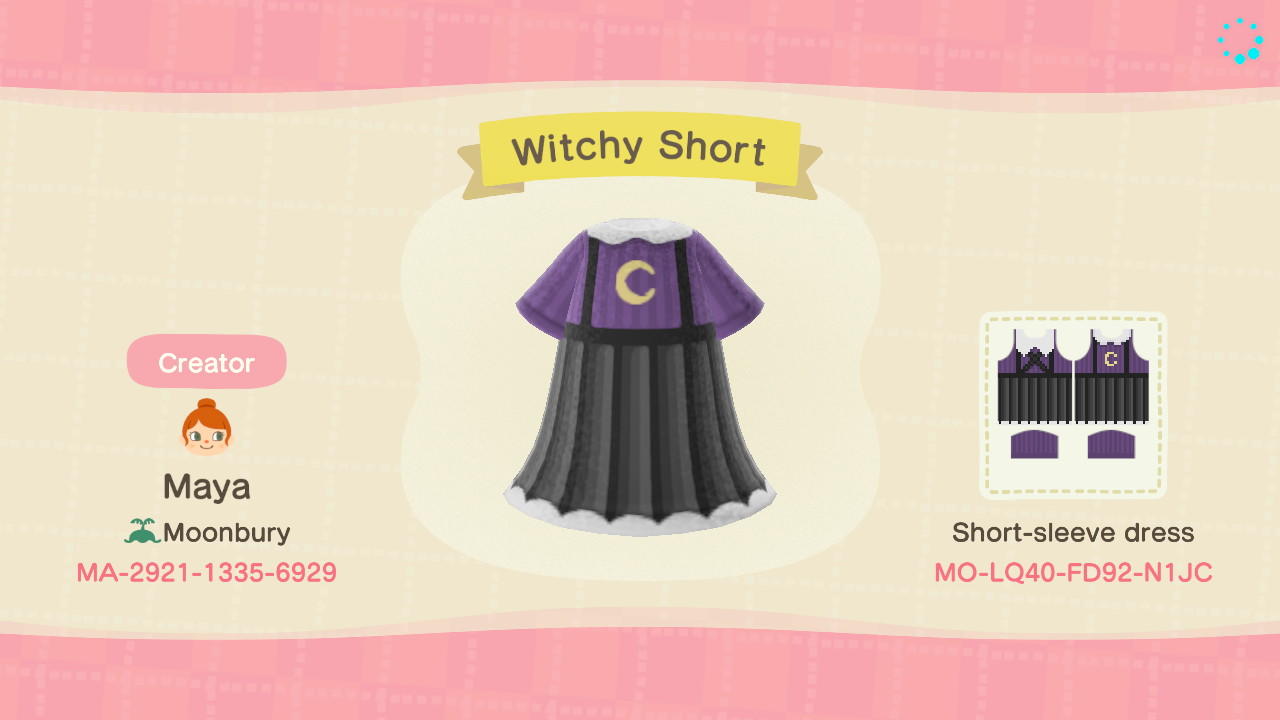 Witchy Short
Creator
Maya
Moonbury
MA-2921-1335-6929
Short-sleeve dress
MO-LQ40-FD92-N1JC